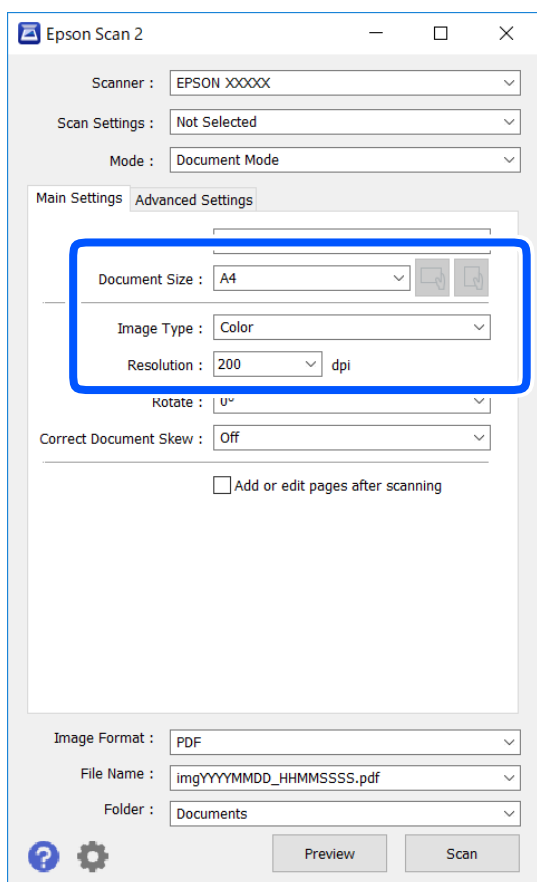 Epson Scan 2
Scanner : EPSON XXXXX
Scan Settings : Not Selected
Mode : Document Mode
Main Settings Advanced Settings
Document Size : A4
Image Type : Color
Resolution : 200 dpi
Rotate : 0°
Correct Document Skew : Off
Add or edit pages after scanning
Image Format : PDF
File Name : imgYYYYMMDD_HHMMSSSS.pdf
Folder : Documents
? Preview Scan